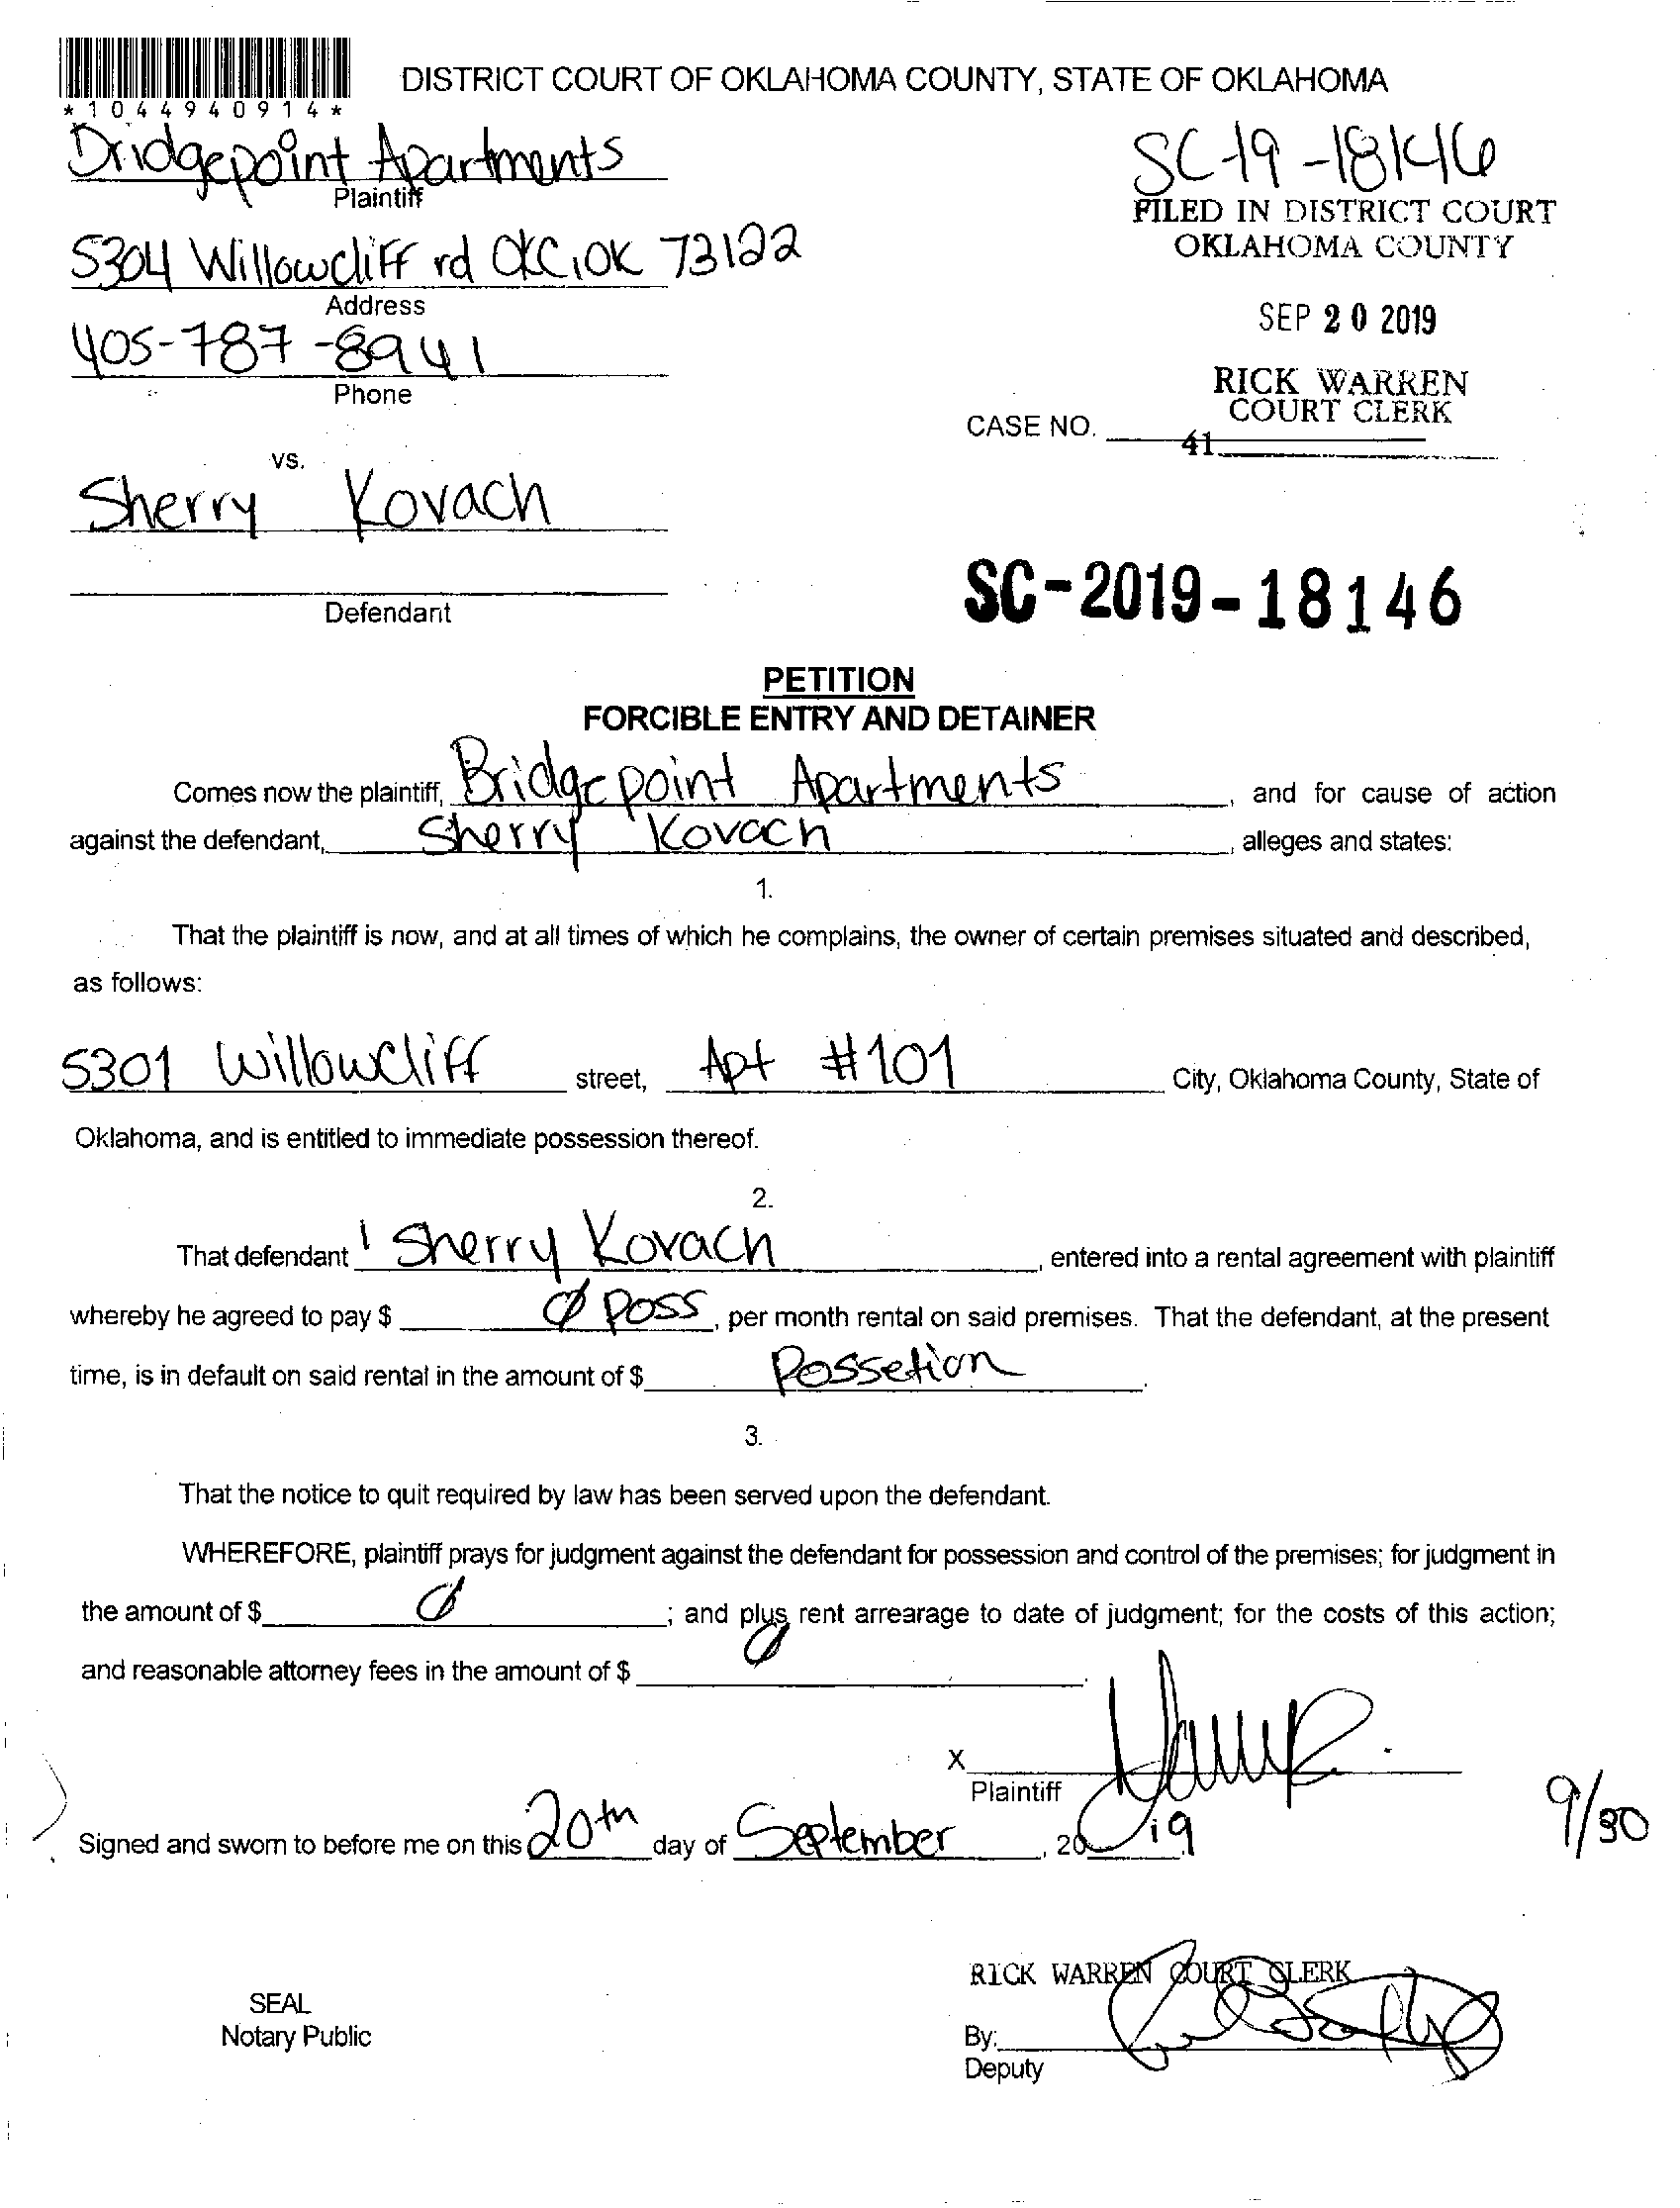 *1044940914*
DISTRICT COURT OF OKLAHOMA COUNTY, STATE OF OKLAHOMA
Bridgepoint Apartments
Plaintiff
SC-19-18146
FILED IN DISTRICT COURT
OKLAHOMA COUNTY
5304 Willowcliff rd OKC, OK 73122
Address
SEP 20 2019
405-787-8941
Phone
RICK WARREN
COURT CLERK
CASE NO.
41
vs.
Sherry Kovach
Defendant
SC-2019-18146
PETITION
FORCIBLE ENTRY AND DETAINER
Comes now the plaintiff, Bridgepoint Apartments, and for cause of action
against the defendant, Sherry Kovach, alleges and states:
1.
That the plaintiff is now, and at all times of which he complains, the owner of certain premises situated and described,
as follows:
5301 Willowcliff street, Apt #101 City, Oklahoma County, State of
Oklahoma, and is entitled to immediate possession thereof.
2.
That defendant Sherry Kovach, entered into a rental agreement with plaintiff
whereby he agreed to pay $ Ø Poss, per month rental on said premises. That the defendant, at the present
time, is in default on said rental in the amount of $ Possetion.
3.
That the notice to quit required by law has been served upon the defendant.
WHEREFORE, plaintiff prays for judgment against the defendant for possession and control of the premises; for judgment in
the amount of $ Ø; and plus rent arrearage to date of judgment; for the costs of this action;
and reasonable attorney fees in the amount of $ Ø.
X
Plaintiff
Signed and sworn to before me on this 20th day of September, 2019
9/30
RICK WARREN COURT CLERK
SEAL
Notary Public
By:
Deputy